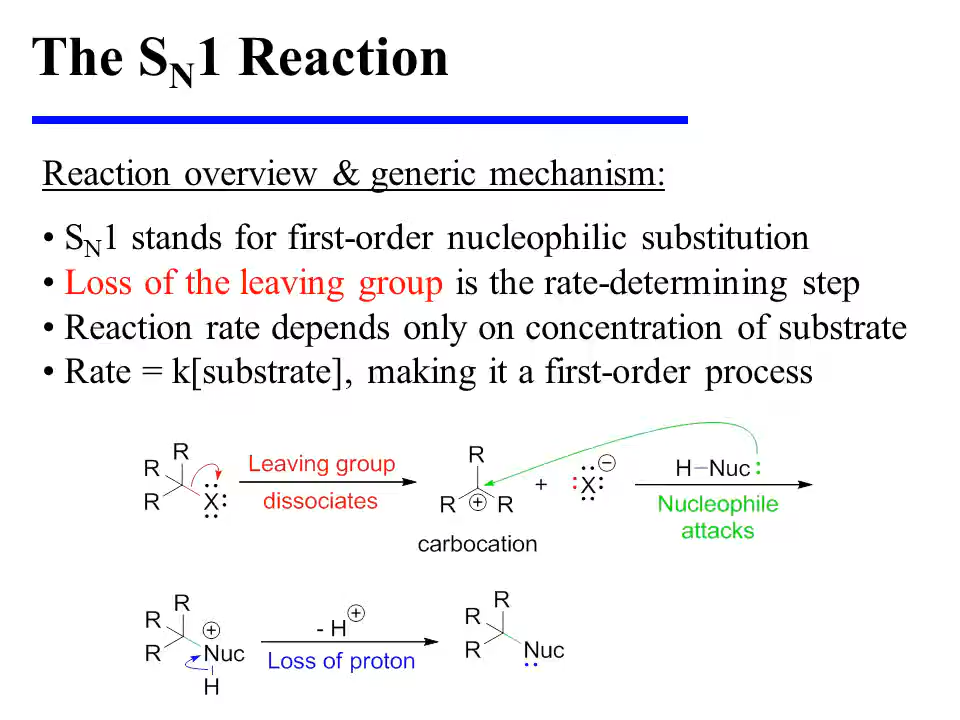 The SN1 Reaction
Reaction overview & generic mechanism:
• SN1 stands for first-order nucleophilic substitution
• Loss of the leaving group is the rate-determining step
• Reaction rate depends only on concentration of substrate
• Rate = k[substrate], making it a first-order process
R
R
R
X
Leaving group
dissociates
R
R
+
R
carbocation
+
X
−
H−Nuc:
Nucleophile
attacks
R
R
R
+
Nuc
H
- H+
Loss of proton
R
R
R
Nuc